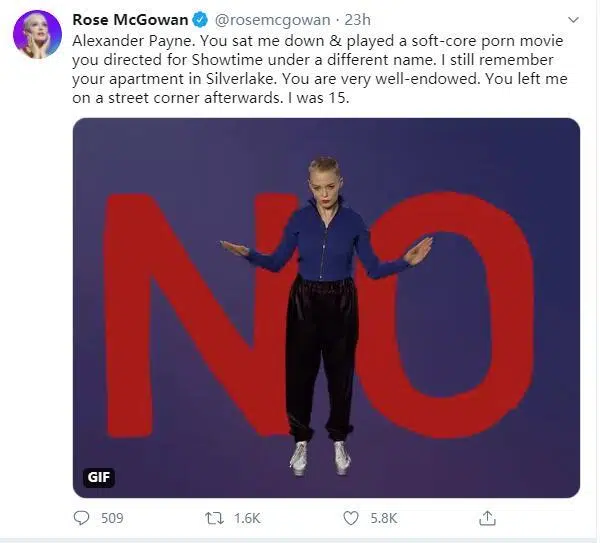 Rose McGowan @rosemcgowan · 23h
Alexander Payne. You sat me down & played a soft-core porn movie
you directed for Showtime under a different name. I still remember
your apartment in Silverlake. You are very well-endowed. You left me
on a street corner afterwards. I was 15.
NO
GIF
509 1.6K 5.8K